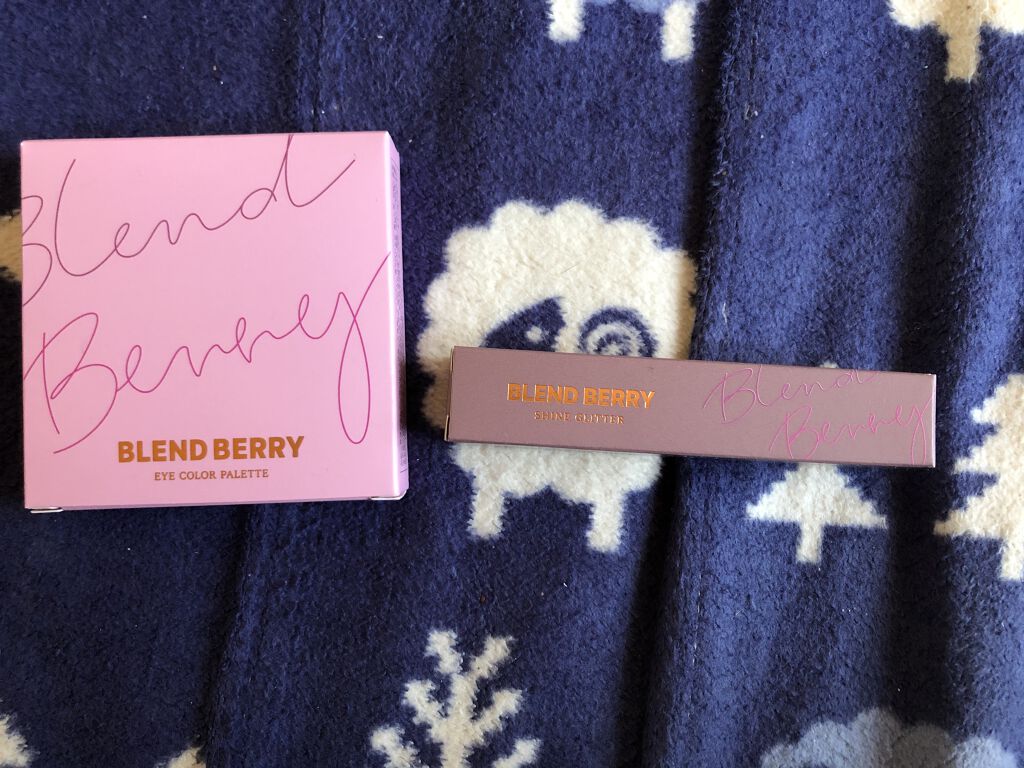 Blend
Berry
BLEND BERRY
EYE COLOR PALETTE
BLEND BERRY
SHINE GLITTER
Blend
Berry